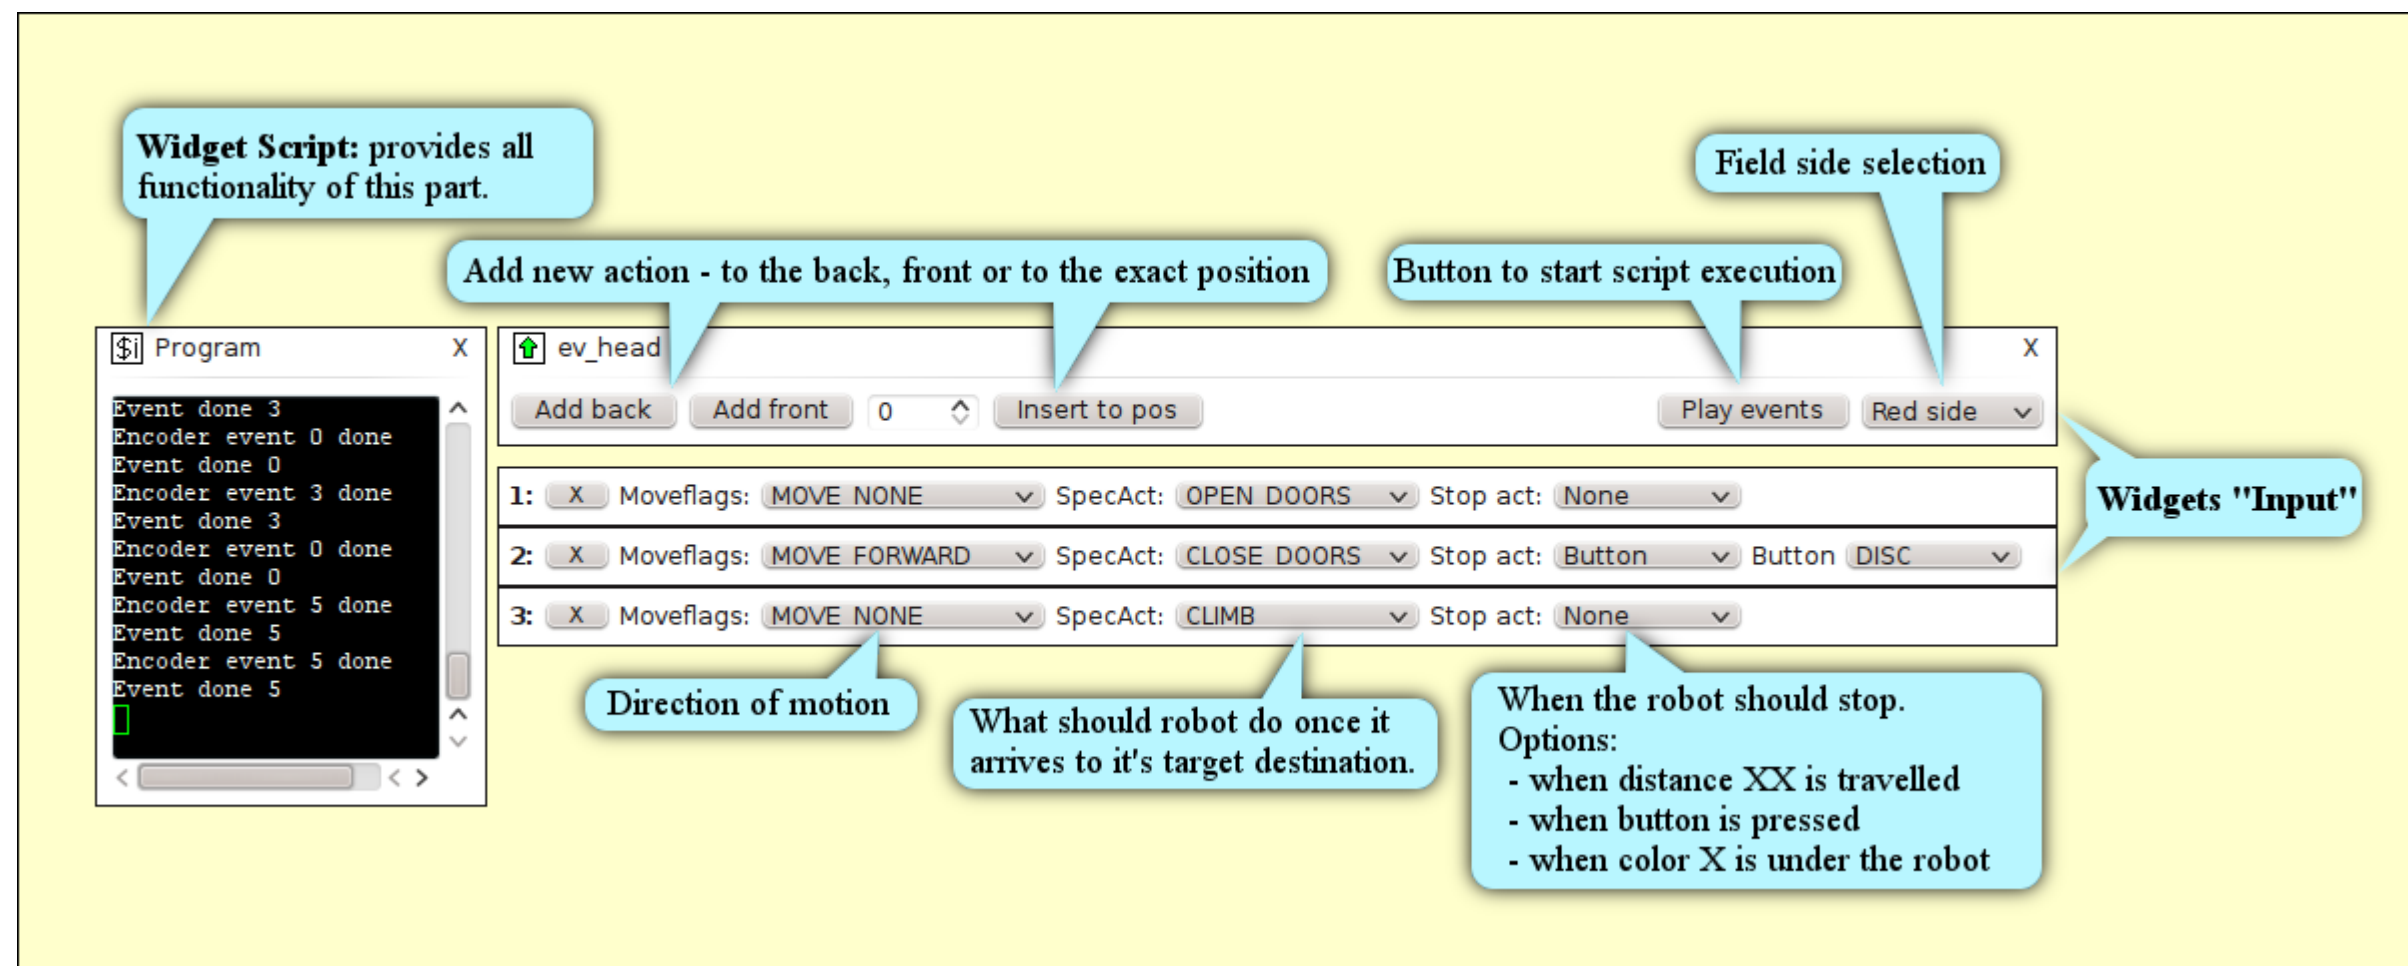 Widget Script: provides all
functionality of this part.
Field side selection
Add new action - to the back, front or to the exact position
Button to start script execution
$i Program X
Event done 3
Encoder event 0 done
Event done 0
Encoder event 3 done
Event done 3
Encoder event 0 done
Event done 0
Encoder event 5 done
Event done 5
Encoder event 5 done
Event done 5
ev_head X
Add back Add front 0 Insert to pos Play events Red side
1: X Moveflags: MOVE_NONE SpecAct: OPEN_DOORS Stop act: None
2: X Moveflags: MOVE_FORWARD SpecAct: CLOSE_DOORS Stop act: Button Button DISC
3: X Moveflags: MOVE_NONE SpecAct: CLIMB Stop act: None
Widgets "Input"
Direction of motion
What should robot do once it
arrives to it's target destination.
When the robot should stop.
Options:
- when distance XX is travelled
- when button is pressed
- when color X is under the robot